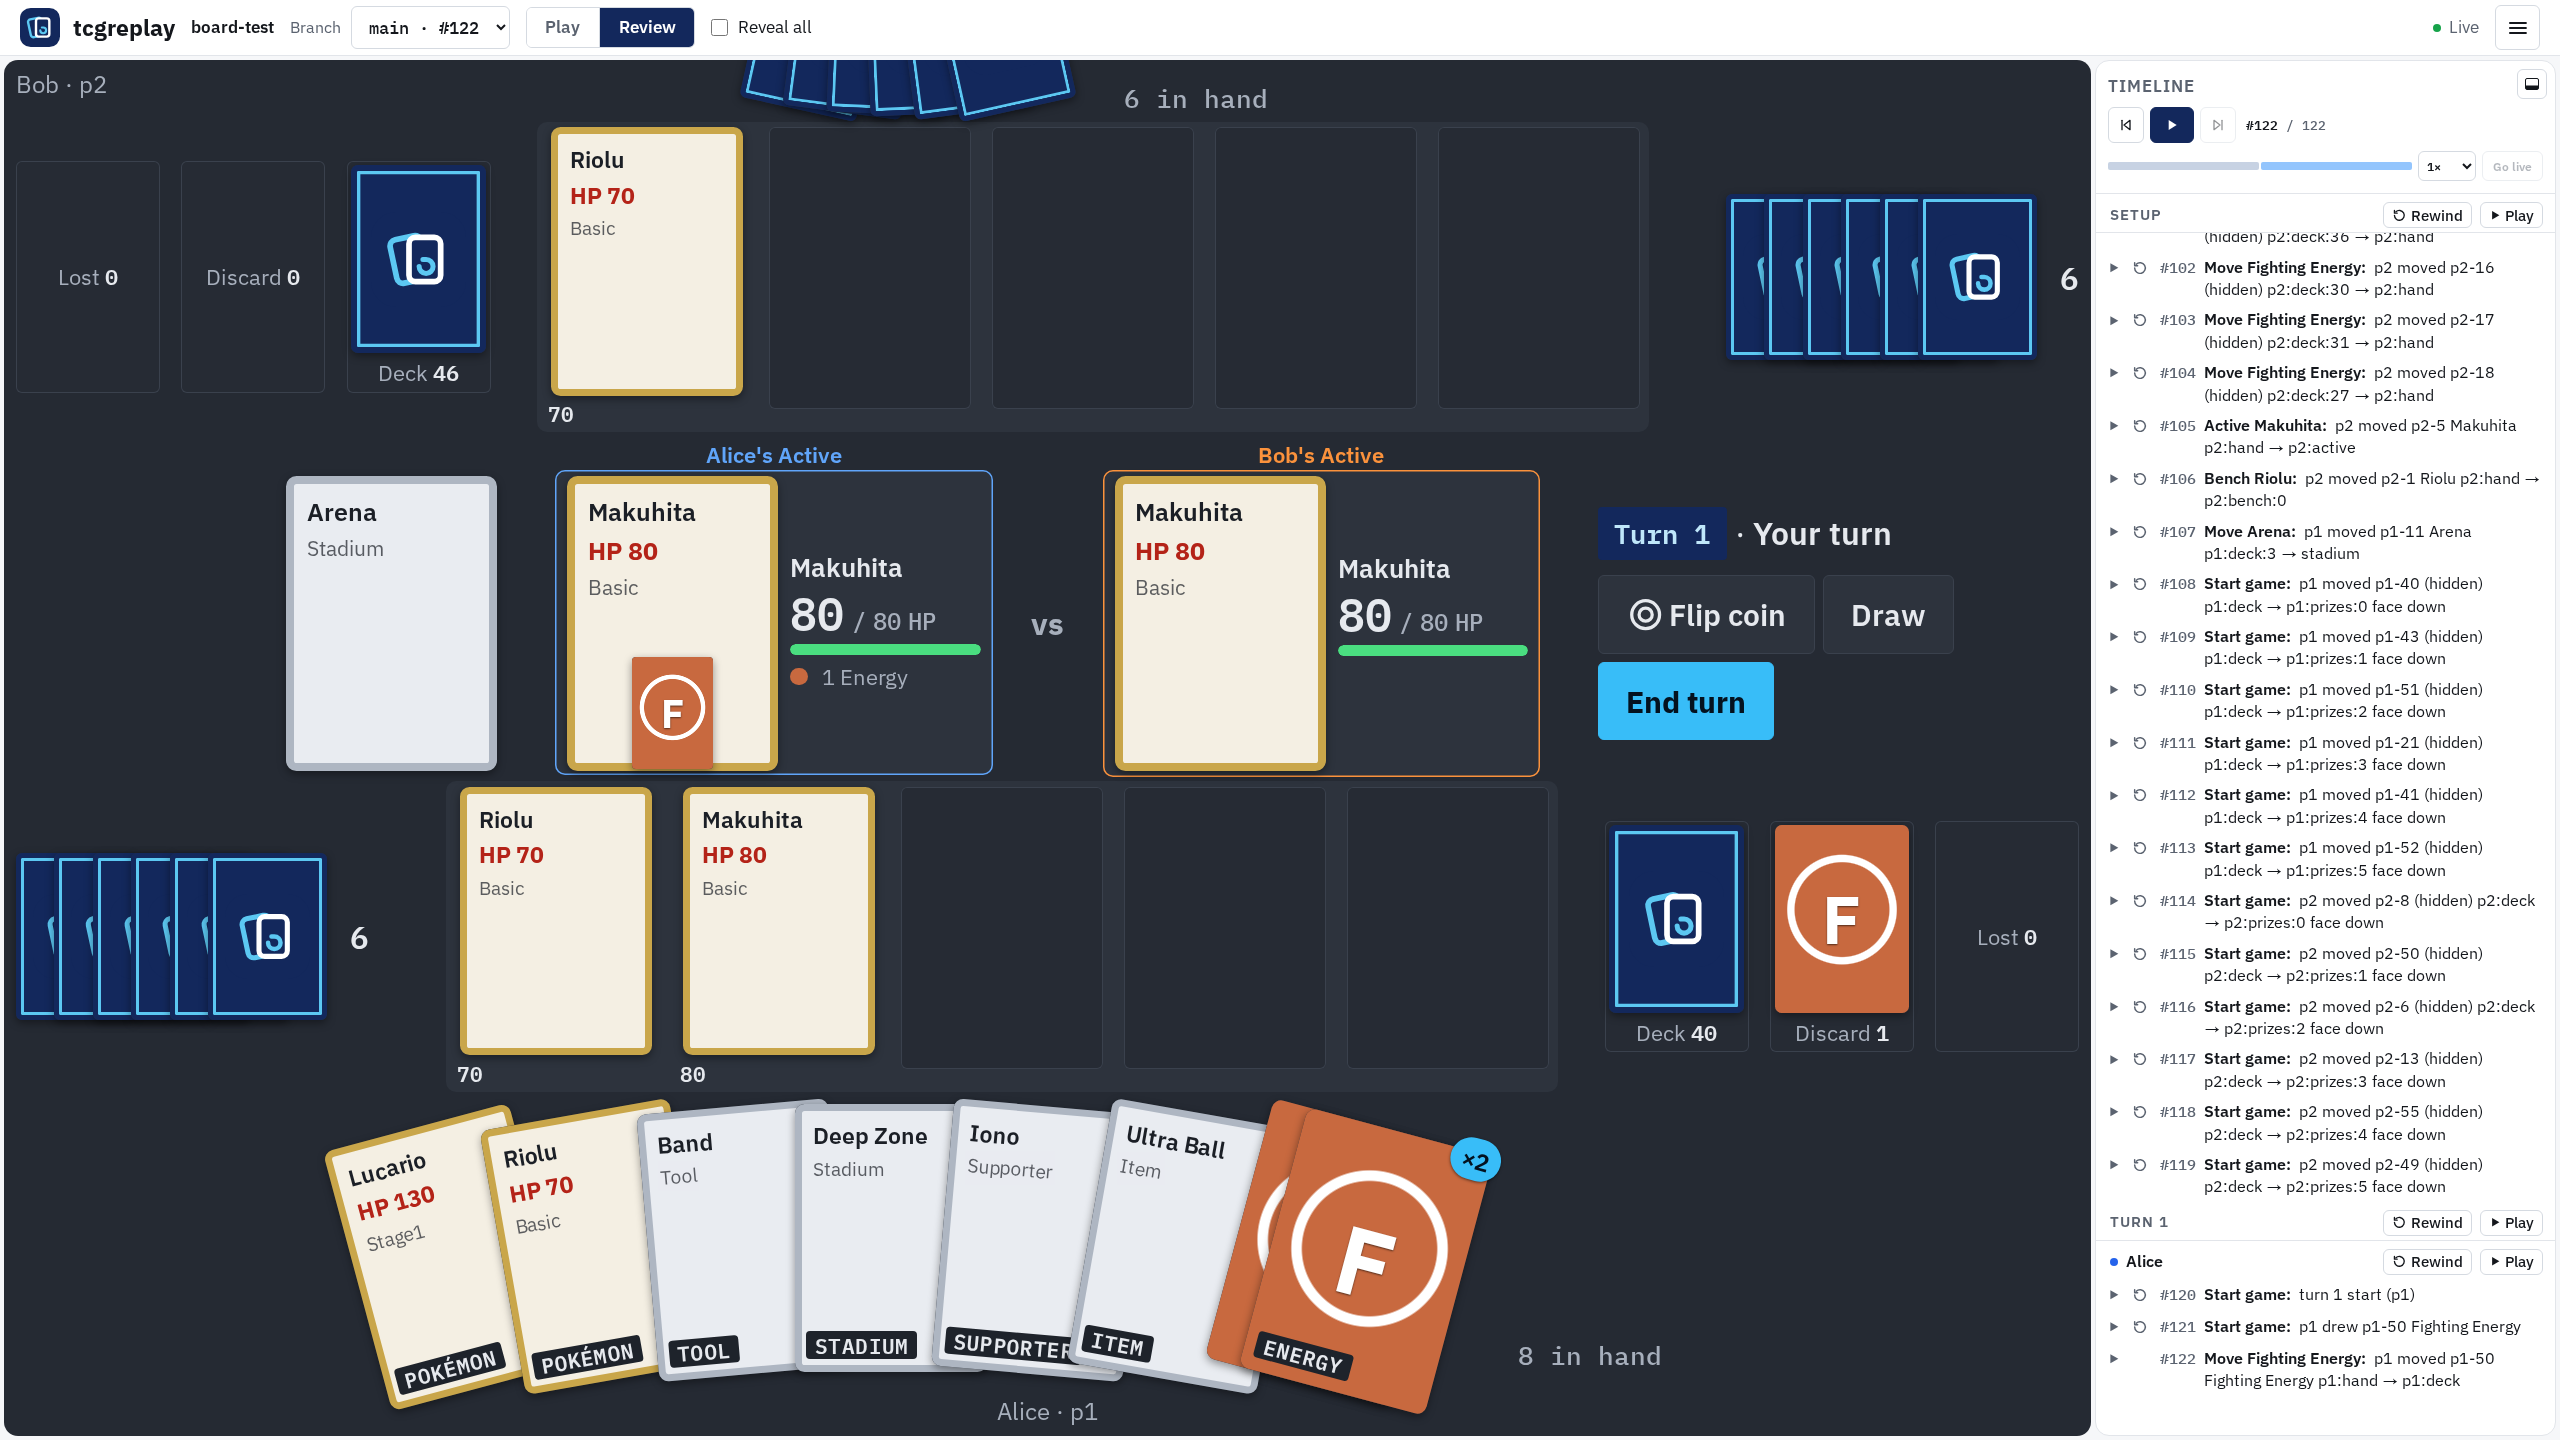 tcgreplay board-test Branch main · #122 Play Review Reveal all Live
Bob · p2
6 in hand
Lost 0
Discard 0
Deck 46
Riolu
HP 70
Basic
70
6
Arena
Stadium
Alice's Active
Makuhita
HP 80
Basic
F
Makuhita
80 / 80 HP
1 Energy
vs
Bob's Active
Makuhita
HP 80
Basic
Makuhita
80 / 80 HP
Turn 1 · Your turn
Flip coin
Draw
End turn
6
Riolu
HP 70
Basic
70
Makuhita
HP 80
Basic
80
Deck 40
F
Discard 1
Lost 0
Lucario
HP 130
Stage1
POKÉMON
Riolu
HP 70
Basic
POKÉMON
Band
Tool
TOOL
Deep Zone
Stadium
STADIUM
Iono
Supporter
SUPPORTER
Ultra Ball
Item
ITEM
F
ENERGY
×2
8 in hand
Alice · p1
TIMELINE
#122 / 122
1×
Go live
SETUP Rewind Play
(hidden) p2:deck:36 → p2:hand
#102 Move Fighting Energy: p2 moved p2-16
(hidden) p2:deck:30 → p2:hand
#103 Move Fighting Energy: p2 moved p2-17
(hidden) p2:deck:31 → p2:hand
#104 Move Fighting Energy: p2 moved p2-18
(hidden) p2:deck:27 → p2:hand
#105 Active Makuhita: p2 moved p2-5 Makuhita
p2:hand → p2:active
#106 Bench Riolu: p2 moved p2-1 Riolu p2:hand →
p2:bench:0
#107 Move Arena: p1 moved p1-11 Arena
p1:deck:3 → stadium
#108 Start game: p1 moved p1-40 (hidden)
p1:deck → p1:prizes:0 face down
#109 Start game: p1 moved p1-43 (hidden)
p1:deck → p1:prizes:1 face down
#110 Start game: p1 moved p1-51 (hidden)
p1:deck → p1:prizes:2 face down
#111 Start game: p1 moved p1-21 (hidden)
p1:deck → p1:prizes:3 face down
#112 Start game: p1 moved p1-41 (hidden)
p1:deck → p1:prizes:4 face down
#113 Start game: p1 moved p1-52 (hidden)
p1:deck → p1:prizes:5 face down
#114 Start game: p2 moved p2-8 (hidden) p2:deck
→ p2:prizes:0 face down
#115 Start game: p2 moved p2-50 (hidden)
p2:deck → p2:prizes:1 face down
#116 Start game: p2 moved p2-6 (hidden) p2:deck
→ p2:prizes:2 face down
#117 Start game: p2 moved p2-13 (hidden)
p2:deck → p2:prizes:3 face down
#118 Start game: p2 moved p2-55 (hidden)
p2:deck → p2:prizes:4 face down
#119 Start game: p2 moved p2-49 (hidden)
p2:deck → p2:prizes:5 face down
TURN 1 Rewind Play
Alice Rewind Play
#120 Start game: turn 1 start (p1)
#121 Start game: p1 drew p1-50 Fighting Energy
#122 Move Fighting Energy: p1 moved p1-50
Fighting Energy p1:hand → p1:deck